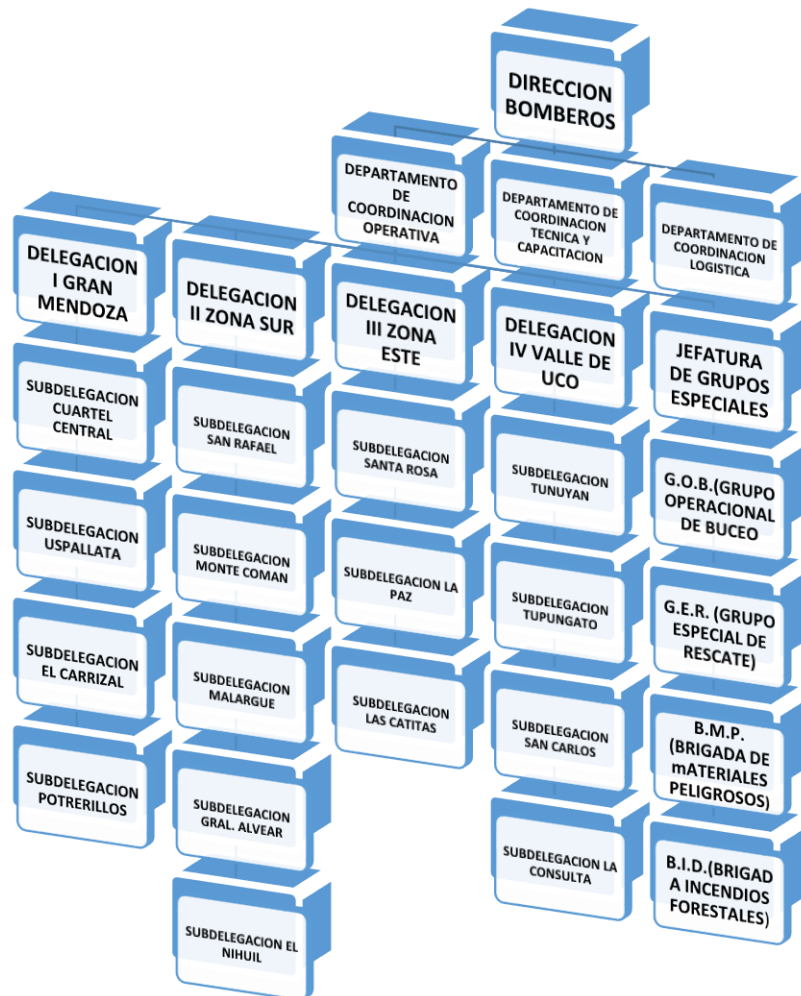 DIRECCION
BOMBEROS
DEPARTAMENTO
DE
COORDINACION
OPERATIVA
DEPARTAMENTO DE
COORDINACION
TECNICA Y
CAPACITACION
DEPARTAMENTO DE
COORDINACION
LOGISTICA
DELEGACION
I GRAN
MENDOZA
SUBDELEGACION
CUARTEL
CENTRAL
SUBDELEGACION
USPALLATA
SUBDELEGACION
EL CARRIZAL
SUBDELEGACION
POTRERILLOS
DELEGACION
II ZONA SUR
SUBDELEGACION
SAN RAFAEL
SUBDELEGACION
MONTE COMAN
SUBDELEGACION
MALARGUE
SUBDELEGACION
GRAL. ALVEAR
SUBDELEGACION EL
NIHUIL
DELEGACION
III ZONA
ESTE
SUBDELEGACION
SANTA ROSA
SUBDELEGACION LA
PAZ
SUBDELEGACION
LAS CATITAS
DELEGACION
IV VALLE DE
UCO
SUBDELEGACION
TUNUYAN
SUBDELEGACION
TUPUNGATO
SUBDELEGACION
SAN CARLOS
SUBDELEGACION LA
CONSULTA
JEFATURA
DE GRUPOS
ESPECIALES
G.O.B.(GRUPO
OPERACIONAL
DE BUCEO
G.E.R. (GRUPO
ESPECIAL DE
RESCATE)
B.M.P.
(BRIGADA DE
mATERIALES
PELIGROSOS)
B.I.D.(BRIGAD
A INCENDIOS
FORESTALES)